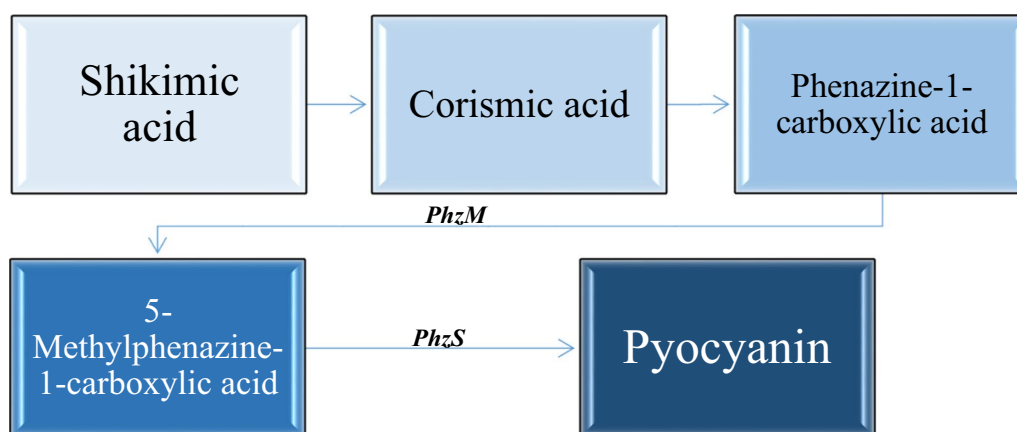 Shikimic
acid
Corismic acid
Phenazine-1-
carboxylic acid
PhzM
5-
Methylphenazine-
1-carboxylic acid
PhzS
Pyocyanin